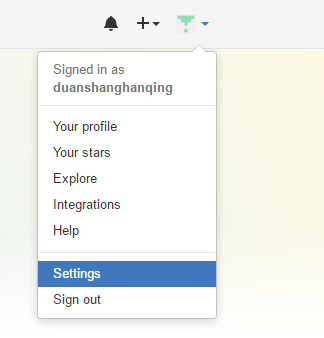 Signed in as
duanshanghanqing
Your profile
Your stars
Explore
Integrations
Help
Settings
Sign out